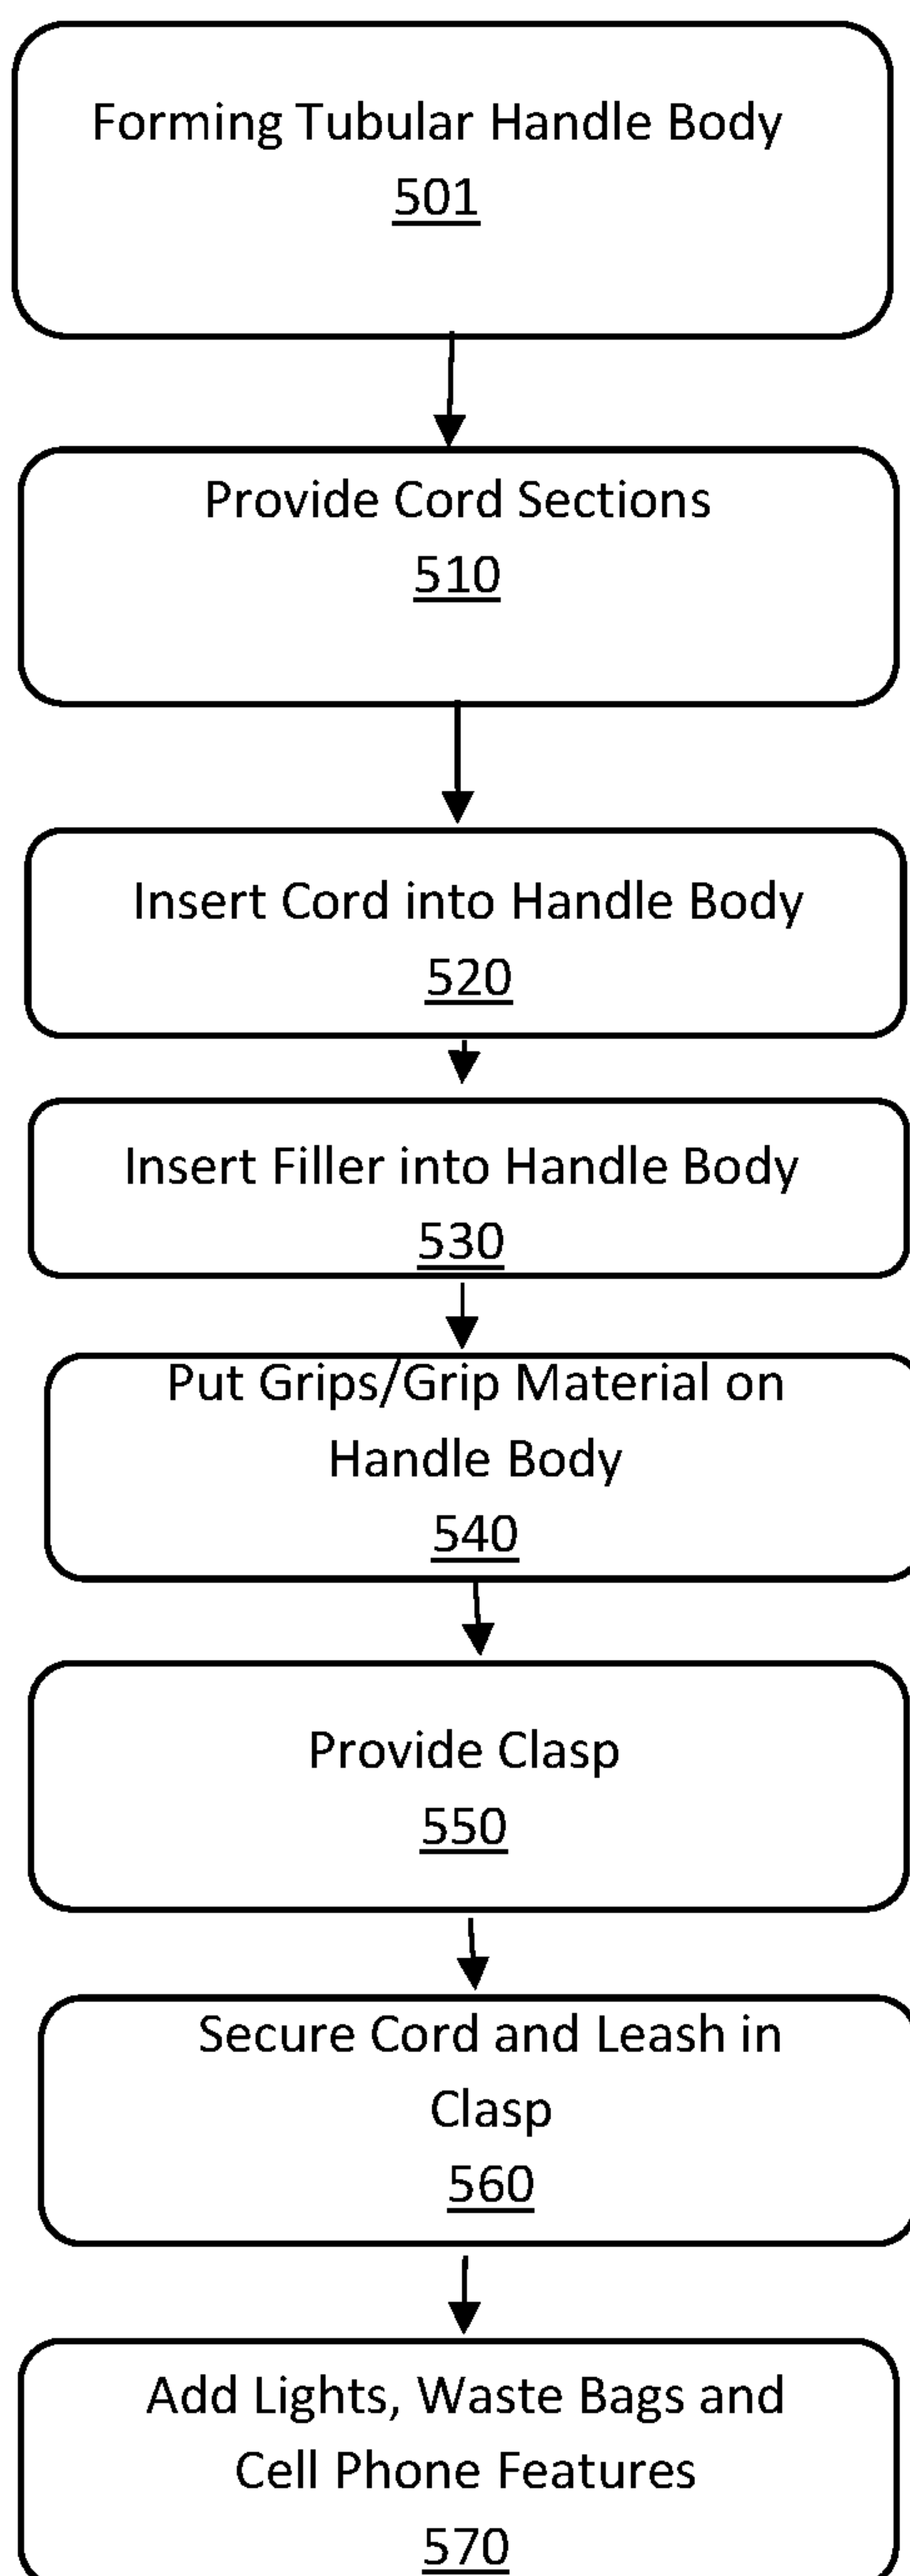 Forming Tubular Handle Body
501
Provide Cord Sections
510
Insert Cord into Handle Body
520
Insert Filler into Handle Body
530
Put Grips/Grip Material on
Handle Body
540
Provide Clasp
550
Secure Cord and Leash in
Clasp
560
Add Lights, Waste Bags and
Cell Phone Features
570